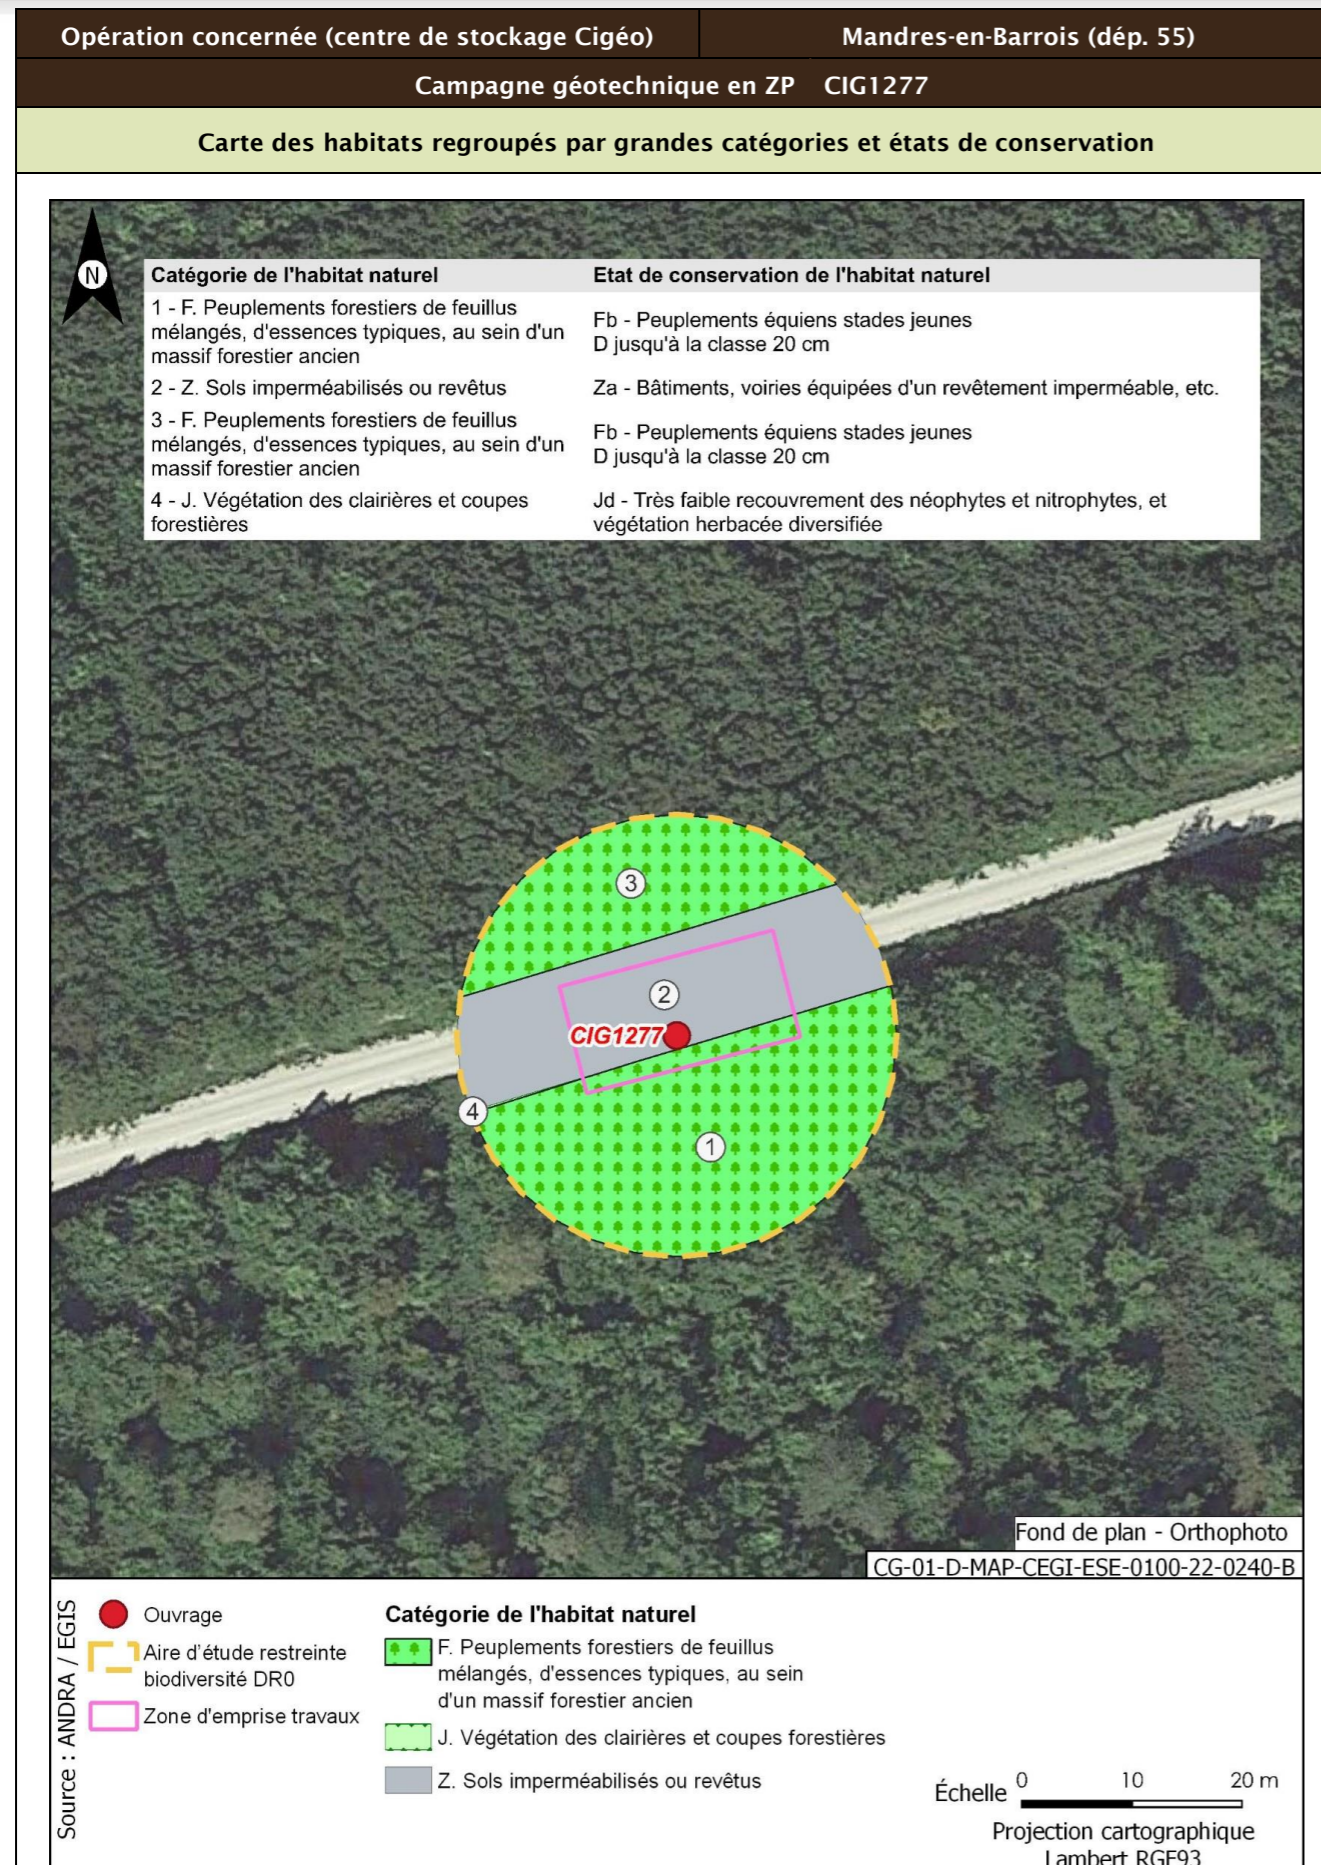 Opération concernée (centre de stockage Cigéo)
Mandres-en-Barrois (dép. 55)
Campagne géotechnique en ZP CIG1277
Carte des habitats regroupés par grandes catégories et états de conservation
N
Catégorie de l'habitat naturel
Etat de conservation de l'habitat naturel
1 - F. Peuplements forestiers de feuillus
mélangés, d'essences typiques, au sein d'un
massif forestier ancien
Fb - Peuplements équiens stades jeunes
D jusqu'à la classe 20 cm
2 - Z. Sols imperméabilisés ou revêtus
Za - Bâtiments, voiries équipées d'un revêtement imperméable, etc.
3 - F. Peuplements forestiers de feuillus
mélangés, d'essences typiques, au sein d'un
massif forestier ancien
Fb - Peuplements équiens stades jeunes
D jusqu'à la classe 20 cm
4 - J. Végétation des clairières et coupes
forestières
Jd - Très faible recouvrement des néophytes et nitrophytes, et
végétation herbacée diversifiée
3
2
CIG1277
4
1
Fond de plan - Orthophoto
CG-01-D-MAP-CEGI-ESE-0100-22-0240-B
Source : ANDRA / EGIS
Ouvrage
Aire d'étude restreinte
biodiversité DR0
Zone d'emprise travaux
Catégorie de l'habitat naturel
F. Peuplements forestiers de feuillus
mélangés, d'essences typiques, au sein
d'un massif forestier ancien
J. Végétation des clairières et coupes forestières
Z. Sols imperméabilisés ou revêtus
Échelle 0 10 20 m
Projection cartographique
Lambert RGF93